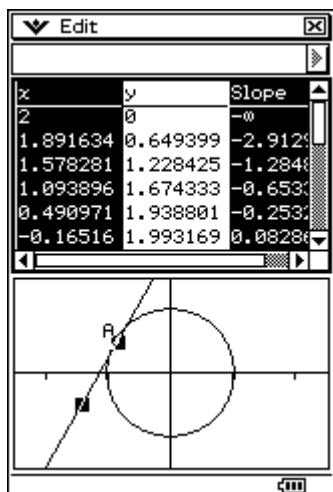 Edit
x y Slope
2 0 -∞
1.891634 0.649399 -2.9129
1.578281 1.228425 -1.2848
1.093896 1.674333 -0.6533
0.490971 1.938801 -0.2532
-0.16516 1.993169 0.08286
A